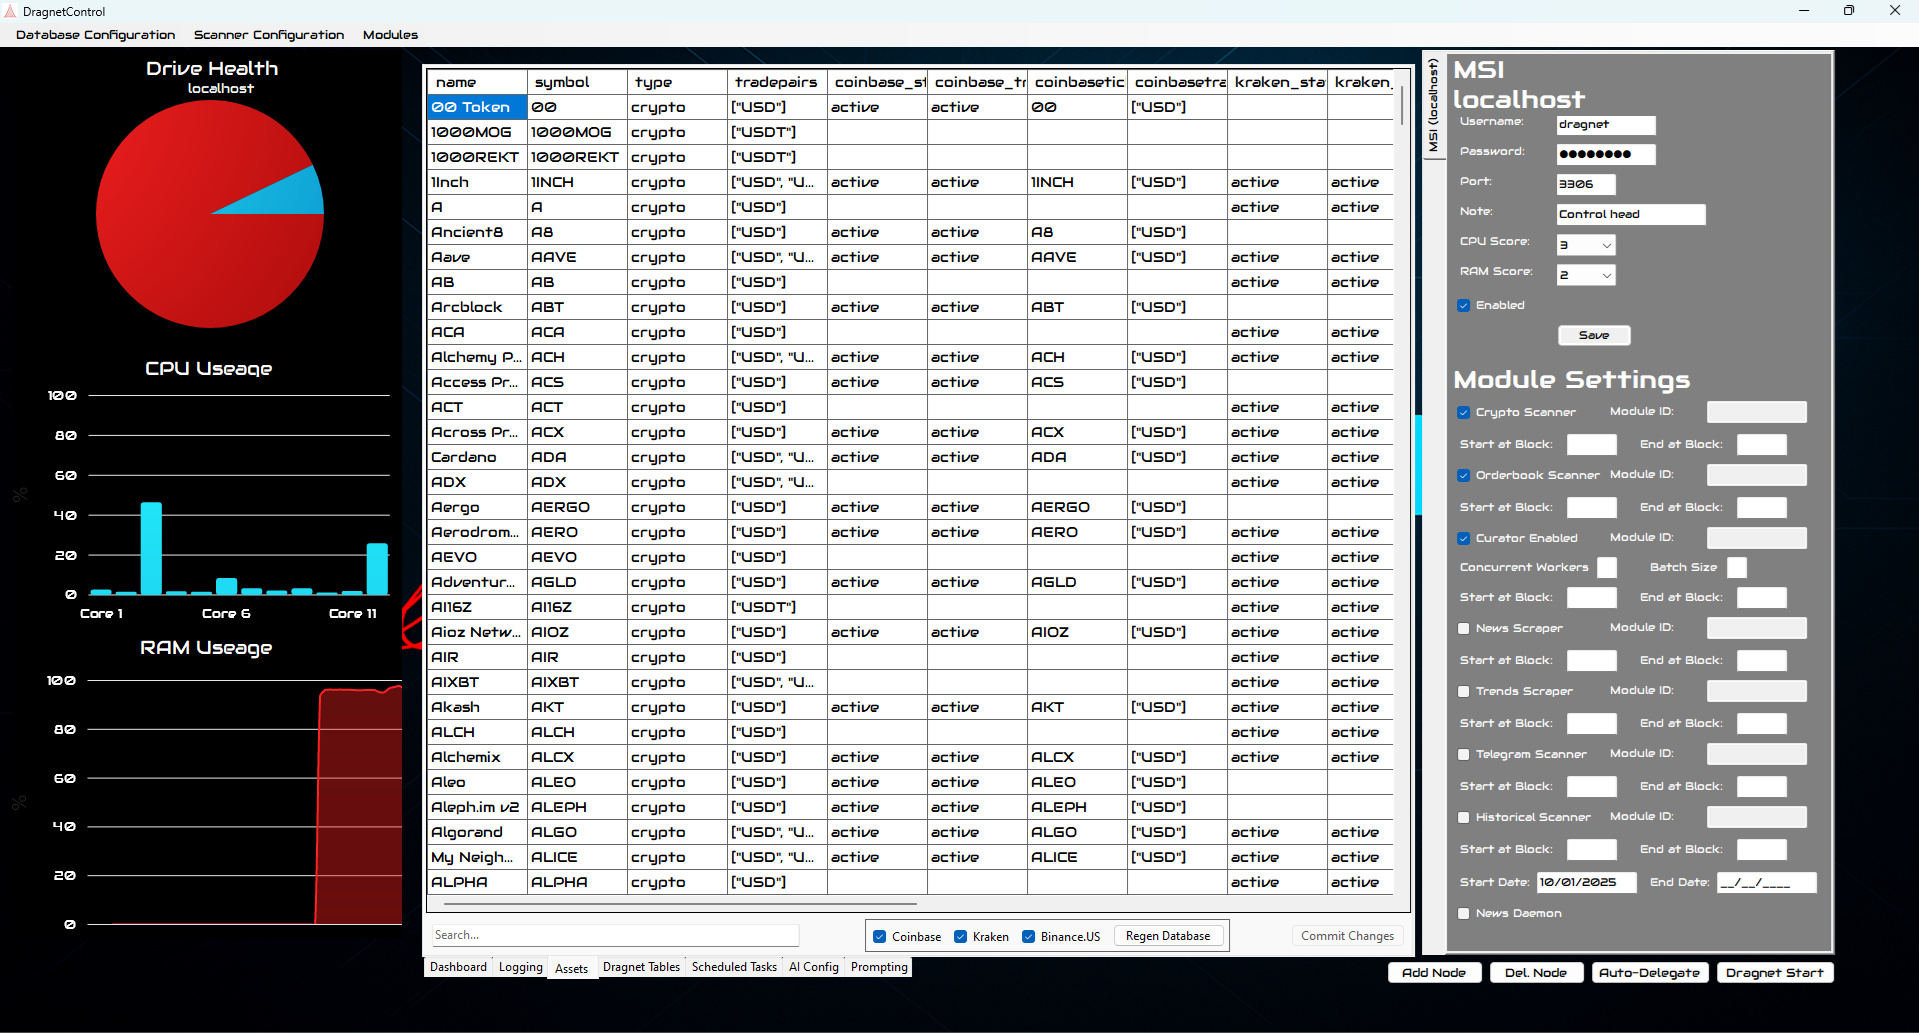 DragnetControl
Database Configuration Scanner Configuration Modules
Drive Health
localhost
CPU Useage
100
80
60
%
40
20
0
Core 1 Core 6 Core 11
RAM Useage
100
80
60
%
40
20
0
name symbol type tradepairs coinbase_st coinbase_tr coinbasetic coinbasetra kraken_sta kraken_
00 Token 00 crypto ["USD"] active active 00 ["USD"]
1000MOG 1000MOG crypto ["USDT"]
1000REKT 1000REKT crypto ["USDT"]
1Inch 1INCH crypto ["USD", "U... active active 1INCH ["USD"] active active
A A crypto ["USD"] active active
Ancient8 A8 crypto ["USD"] active active A8 ["USD"]
Aave AAVE crypto ["USD", "U... active active AAVE ["USD"] active active
AB AB crypto ["USD"] active active
Arcblock ABT crypto ["USD"] active active ABT ["USD"]
ACA ACA crypto ["USD"] active active
Alchemy P... ACH crypto ["USD", "U... active active ACH ["USD"] active active
Access Pr... ACS crypto ["USD"] active active ACS ["USD"]
ACT ACT crypto ["USD"] active active
Across Pr... ACX crypto ["USD"] active active ACX ["USD"] active active
Cardano ADA crypto ["USD", "U... active active ADA ["USD"] active active
ADX ADX crypto ["USD", "U... active active
Aergo AERGO crypto ["USD"] active active AERGO ["USD"]
Aerodrom... AERO crypto ["USD"] active active AERO ["USD"] active active
AEVO AEVO crypto ["USD"] active active
Adventur... AGLD crypto ["USD"] active active AGLD ["USD"] active active
AI16Z AI16Z crypto ["USDT"] active active
Aioz Netw... AIOZ crypto ["USD"] active active AIOZ ["USD"] active active
AIR AIR crypto ["USD"] active active
AIXBT AIXBT crypto ["USD", "U... active active
Akash AKT crypto ["USD"] active active AKT ["USD"] active active
ALCH ALCH crypto ["USD"] active active
Alchemix ALCX crypto ["USD"] active active ALCX ["USD"] active active
Aleo ALEO crypto ["USD"] active active ALEO ["USD"]
Aleph.im v2 ALEPH crypto ["USD"] active active ALEPH ["USD"]
Algorand ALGO crypto ["USD", "U... active active ALGO ["USD"] active active
My Neigh... ALICE crypto ["USD", "U... active active ALICE ["USD"] active active
ALPHA ALPHA crypto ["USD"] active active
Search... Coinbase Kraken Binance.US Regen Database Commit Changes
Dashboard Logging Assets Dragnet Tables Scheduled Tasks AI Config Prompting
MSI (localhost)
MSI
localhost
Username: dragnet
Password: ●●●●●●●●
Port: 3306
Note: Control head
CPU Score: 3
RAM Score: 2
Enabled
Save
Module Settings
Crypto Scanner Module ID:
Start at Block: End at Block:
Orderbook Scanner Module ID:
Start at Block: End at Block:
Curator Enabled Module ID:
Concurrent Workers Batch Size
Start at Block: End at Block:
News Scraper Module ID:
Start at Block: End at Block:
Trends Scraper Module ID:
Start at Block: End at Block:
Telegram Scanner Module ID:
Start at Block: End at Block:
Historical Scanner Module ID:
Start at Block: End at Block:
Start Date: 10/01/2025 End Date: __/__/____
News Daemon
Add Node Del. Node Auto-Delegate Dragnet Start